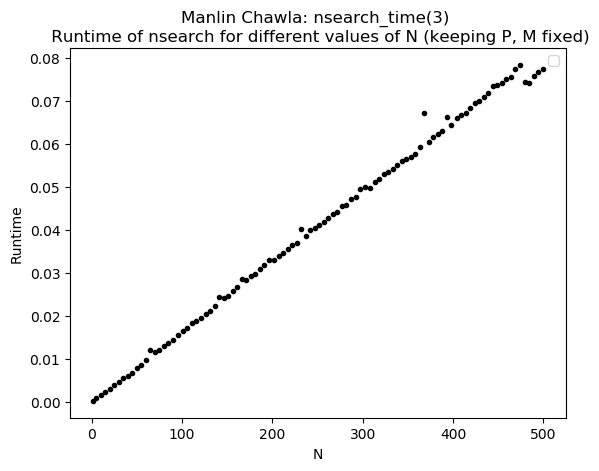 Manlin Chawla: nsearch_time(3)
Runtime of nsearch for different values of N (keeping P, M fixed)
0.08
0.07
0.06
0.05
0.04
0.03
0.02
0.01
0.00
Runtime
0 100 200 300 400 500
N